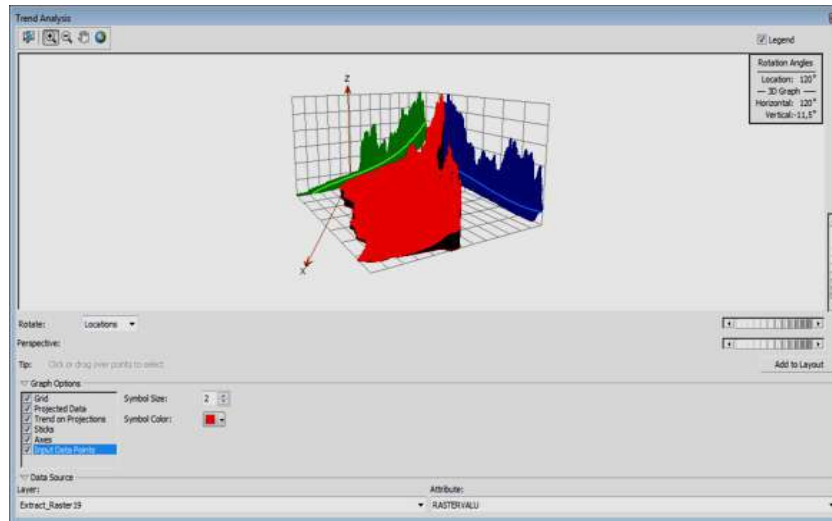 Trend Analysis
Legend
Rotation Angles
Location: 120°
— 3D Graph —
Horizontal: 120°
Vertical:-11,5°
Z
X
Rotate: Locations
Perspective:
Tip: Click or drag over points to select
Add to Layout
Graph Options
Grid
Projected Data
Trend on Projections
Sticks
Axes
Input Data Points
Symbol Size: 2
Symbol Color:
Data Source
Layer: Attribute:
Extract_Raster19 RASTERVALU